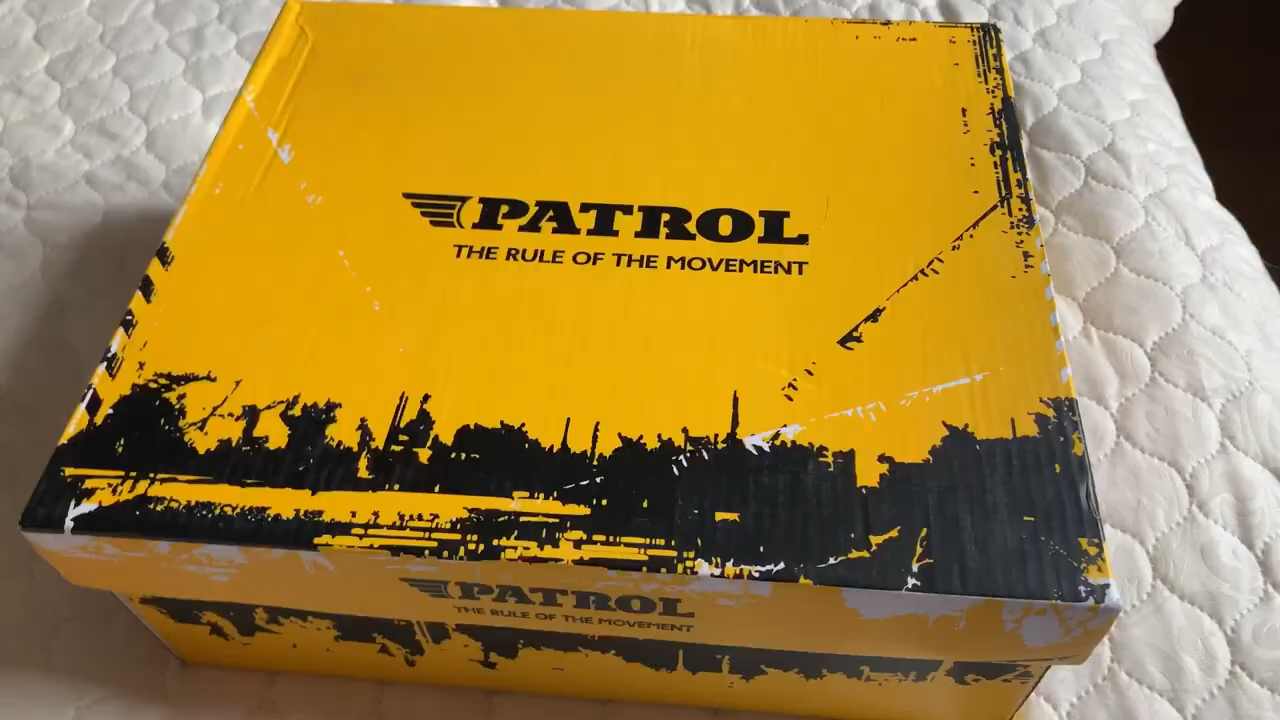 PATROL
THE RULE OF THE MOVEMENT
PATROL
THE RULE OF THE MOVEMENT